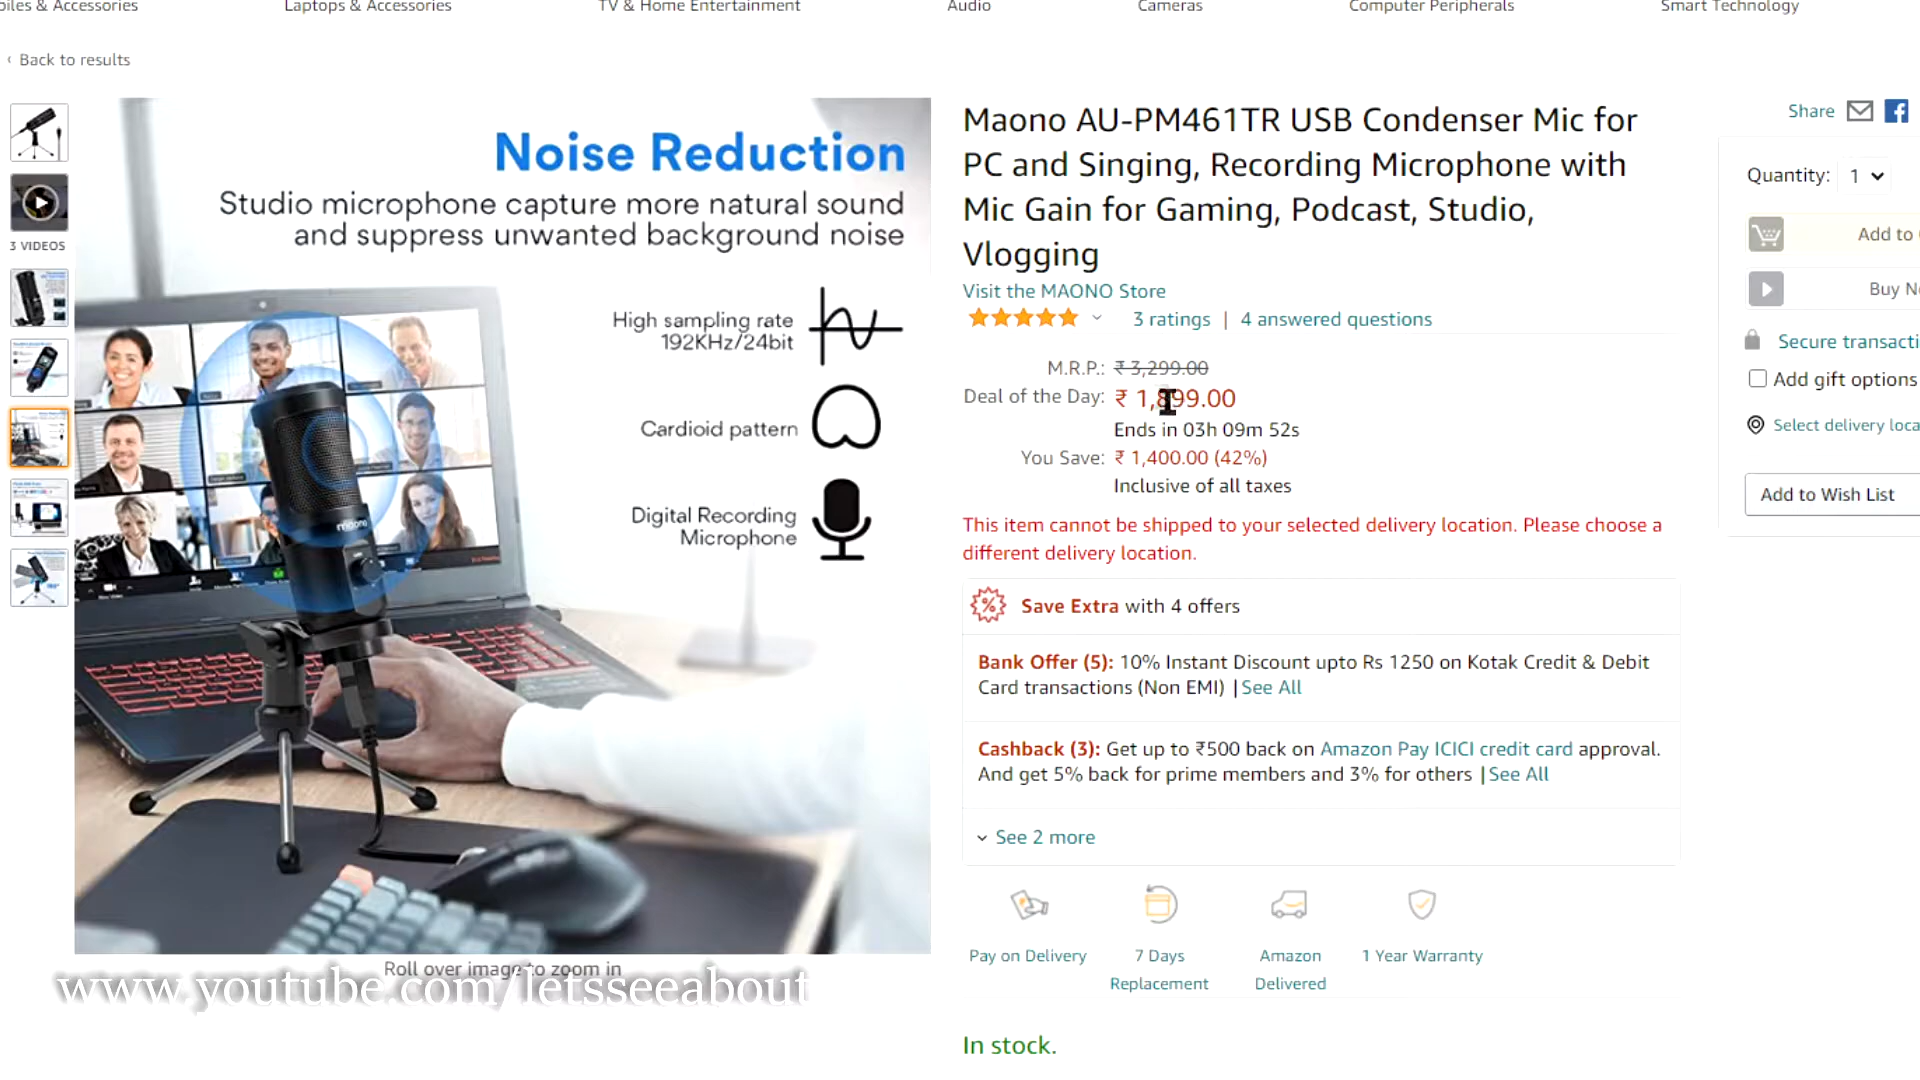 Laptops & Accessories
TV & Home Entertainment
Audio
Cameras
Computer Peripherals
Smart Technology
& Accessories
‹ Back to results
3 VIDEOS
Noise Reduction
Studio microphone capture more natural sound
and suppress unwanted background noise
High sampling rate
192KHz/24bit
Cardioid pattern
Digital Recording
Microphone
maono
Roll over image to zoom in
www.youtube.com/letsseeabout
Maono AU-PM461TR USB Condenser Mic for
PC and Singing, Recording Microphone with
Mic Gain for Gaming, Podcast, Studio,
Vlogging
Visit the MAONO Store
3 ratings | 4 answered questions
M.R.P.: ₹ 3,299.00
Deal of the Day: ₹ 1,899.00
Ends in 03h 09m 52s
You Save: ₹ 1,400.00 (42%)
Inclusive of all taxes
This item cannot be shipped to your selected delivery location. Please choose a
different delivery location.
Save Extra with 4 offers
Bank Offer (5): 10% Instant Discount upto Rs 1250 on Kotak Credit & Debit
Card transactions (Non EMI) | See All
Cashback (3): Get up to ₹500 back on Amazon Pay ICICI credit card approval.
And get 5% back for prime members and 3% for others | See All
See 2 more
Pay on Delivery
7 Days
Replacement
Amazon
Delivered
1 Year Warranty
In stock.
Share
Quantity: 1
Add to
Buy
Secure
Add gift options
Select delivery
Add to Wish List